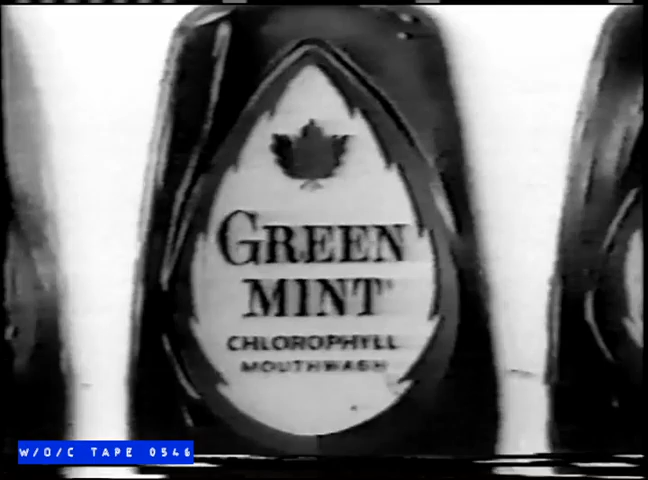 GREEN
MINT
CHLOROPHYLL
MOUTHWASH
W/O/C TAPE 0546